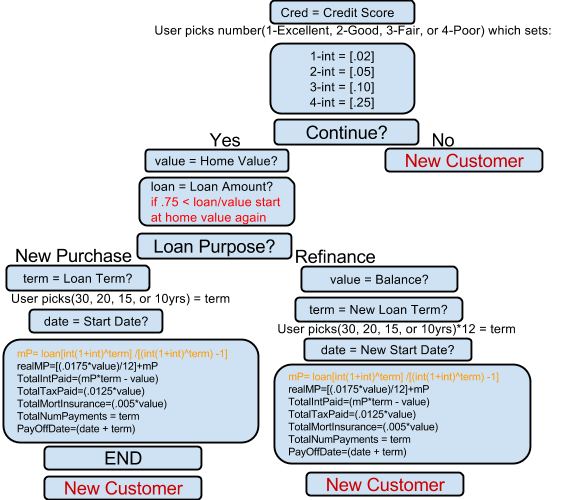 Cred = Credit Score
User picks number(1-Excellent, 2-Good, 3-Fair, or 4-Poor) which sets:
1-int = [.02]
2-int = [.05]
3-int = [.10]
4-int = [.25]
Continue?
Yes
No
value = Home Value?
New Customer
loan = Loan Amount?
if .75 < loan/value start
at home value again
Loan Purpose?
New Purchase
term = Loan Term?
User picks(30, 20, 15, or 10yrs) = term
date = Start Date?
mP= loan[int(1+int)^term] /[(int(1+int)^term) -1]
realMP=[(.0175*value)/12]+mP
TotalIntPaid=(mP*term - value)
TotalTaxPaid=(.0125*value)
TotalMortInsurance=(.005*value)
TotalNumPayments = term
PayOffDate=(date + term)
END
New Customer
Refinance
value = Balance?
term = New Loan Term?
User picks(30, 20, 15, or 10yrs)*12 = term
date = New Start Date?
mP= loan[int(1+int)^term] /[(int(1+int)^term) -1]
realMP=[(.0175*value)/12]+mP
TotalIntPaid=(mP*term - value)
TotalTaxPaid=(.0125*value)
TotalMortInsurance=(.005*value)
TotalNumPayments = term
PayOffDate=(date + term)
New Customer